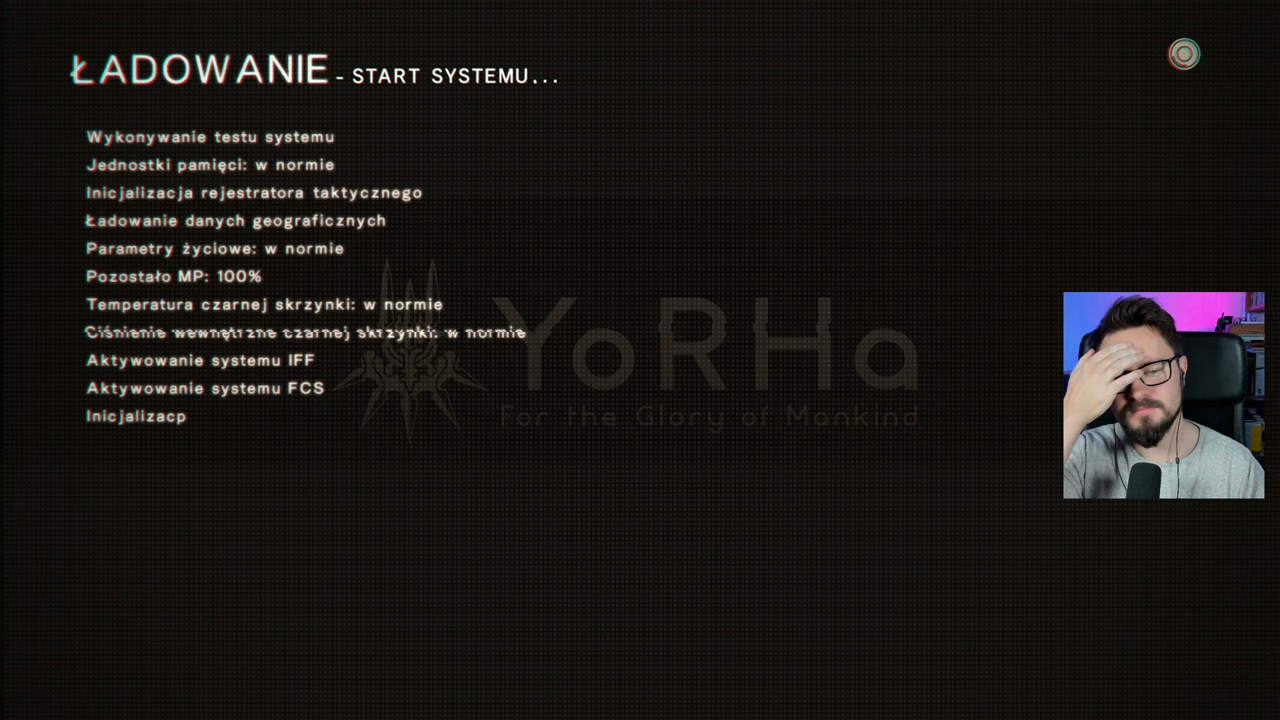 ŁADOWANIE - START SYSTEMU...
Wykonywanie testu systemu
Jednostki pamięci: w normie
Inicjalizacja rejestratora taktycznego
Ładowanie danych geograficznych
Parametry życiowe: w normie
Pozostało MP: 100%
Temperatura czarnej skrzynki: w normie
Ciśnienie wewnętrzne czarnej skrzynki: w normie
Aktywowanie systemu IFF
Aktywowanie systemu FCS
Inicjalizacp
YoRHa
For the Glory of Mankind